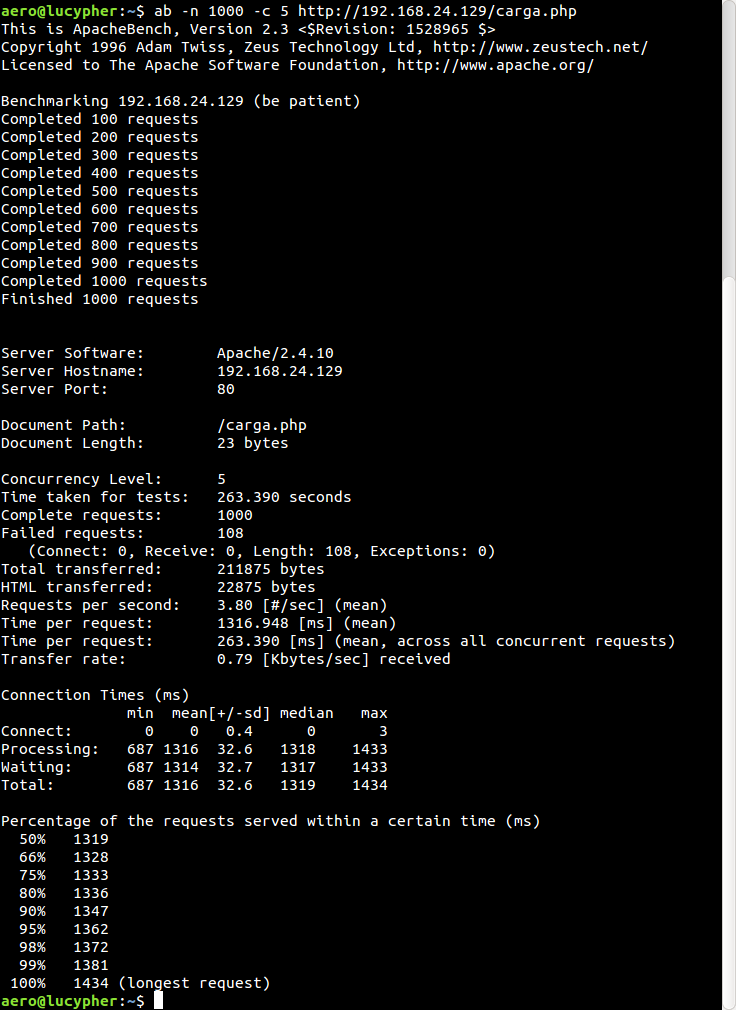 aero@lucypher:~$ ab -n 1000 -c 5 http://192.168.24.129/carga.php
This is ApacheBench, Version 2.3 <$Revision: 1528965 $>
Copyright 1996 Adam Twiss, Zeus Technology Ltd, http://www.zeustech.net/
Licensed to The Apache Software Foundation, http://www.apache.org/

Benchmarking 192.168.24.129 (be patient)
Completed 100 requests
Completed 200 requests
Completed 300 requests
Completed 400 requests
Completed 500 requests
Completed 600 requests
Completed 700 requests
Completed 800 requests
Completed 900 requests
Completed 1000 requests
Finished 1000 requests


Server Software:        Apache/2.4.10
Server Hostname:        192.168.24.129
Server Port:            80

Document Path:          /carga.php
Document Length:        23 bytes

Concurrency Level:      5
Time taken for tests:   263.390 seconds
Complete requests:      1000
Failed requests:        108
   (Connect: 0, Receive: 0, Length: 108, Exceptions: 0)
Total transferred:      211875 bytes
HTML transferred:       22875 bytes
Requests per second:    3.80 [#/sec] (mean)
Time per request:       1316.948 [ms] (mean)
Time per request:       263.390 [ms] (mean, across all concurrent requests)
Transfer rate:          0.79 [Kbytes/sec] received

Connection Times (ms)
              min  mean[+/-sd] median   max
Connect:        0    0   0.4      0       3
Processing:   687 1316  32.6   1318    1433
Waiting:      687 1314  32.7   1317    1433
Total:        687 1316  32.6   1319    1434

Percentage of the requests served within a certain time (ms)
  50%   1319
  66%   1328
  75%   1333
  80%   1336
  90%   1347
  95%   1362
  98%   1372
  99%   1381
 100%   1434 (longest request)
aero@lucypher:~$